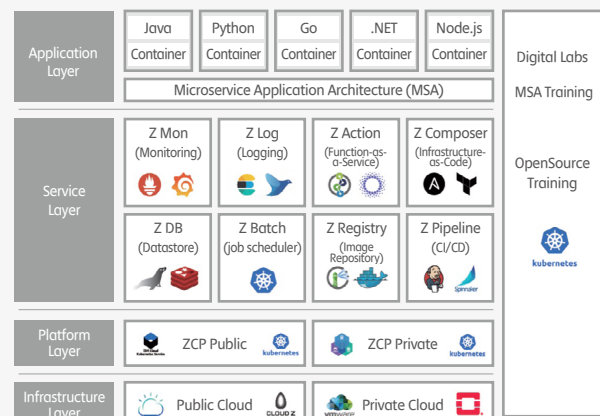 Application
Layer
Java
Container
Python
Container
Go
Container
.NET
Container
Node.js
Container
Microservice Application Architecture (MSA)
Service
Layer
Z Mon
(Monitoring)
Z Log
(Logging)
Z Action
(Function-as-
a-Service)
Z Composer
(Infrastructure-
as-Code)
Z DB
(Datastore)
Z Batch
(job scheduler)
Z Registry
(Image
Repository)
Z Pipeline
(CI/CD)
Spinnaker
Platform
Layer
ZCP Public
kubernetes
ZCP Private
kubernetes
Infrastructure
Layer
Public Cloud
CLOUD Z
vmware
Private Cloud
Digital Labs
MSA Training
OpenSource
Training
kubernetes